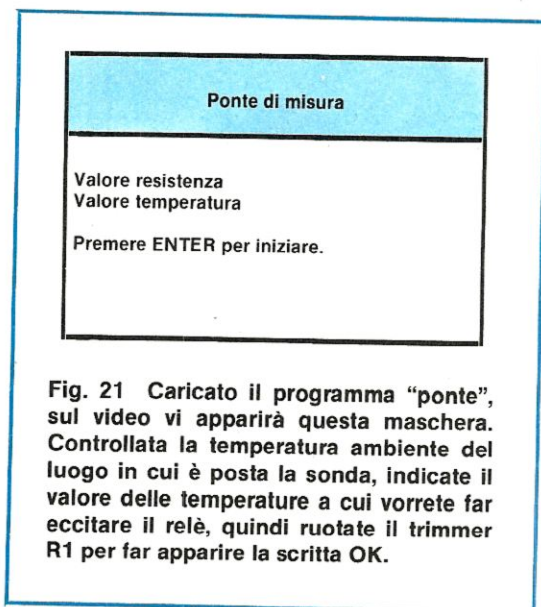 Ponte di misura
Valore resistenza
Valore temperatura
Premere ENTER per iniziare.
Fig. 21 Caricato il programma “ponte”,
sul video vi apparirà questa maschera.
Controllata la temperatura ambiente del
luogo in cui è posta la sonda, indicate il
valore delle temperature a cui vorrete far
eccitare il relè, quindi ruotate il trimmer
R1 per far apparire la scritta OK.